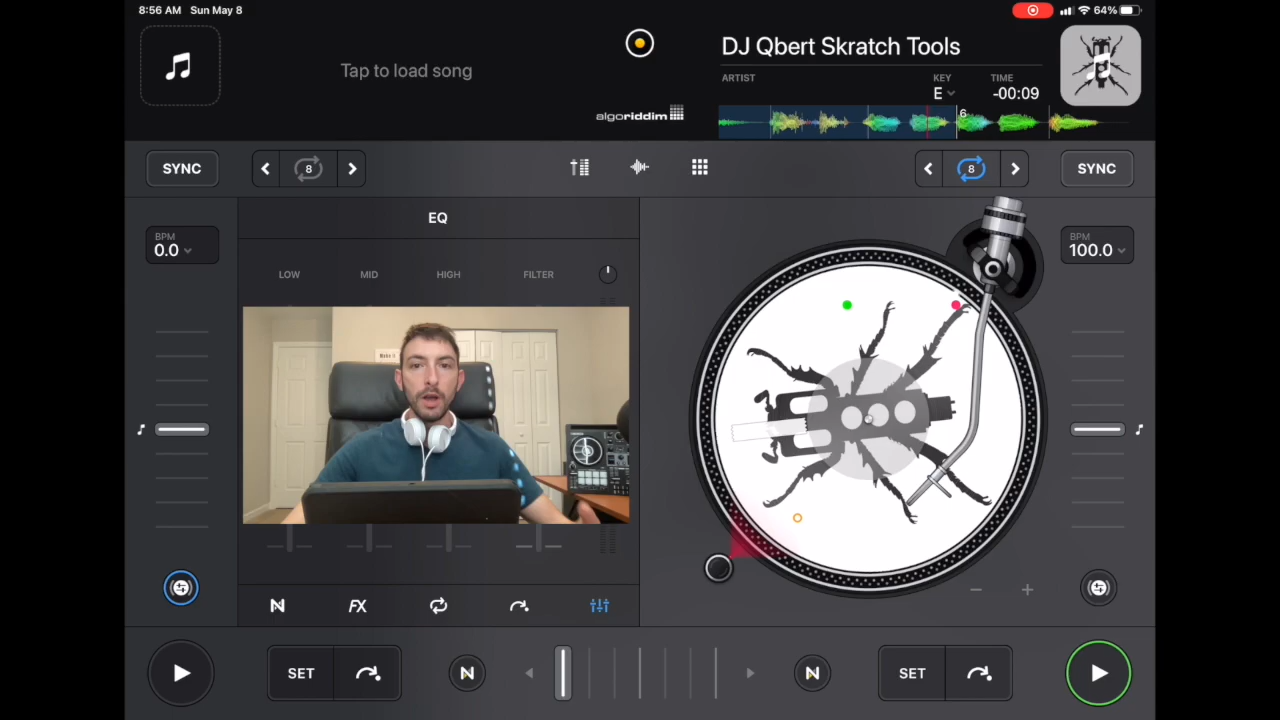 8:56 AM Sun May 8
64%
Tap to load song
DJ Qbert Skratch Tools
ARTIST
KEY
TIME
E
-00:09
algoriddim
6
SYNC
8
8
SYNC
EQ
BPM
0.0
BPM
100.0
LOW MID HIGH FILTER
FX
SET
SET